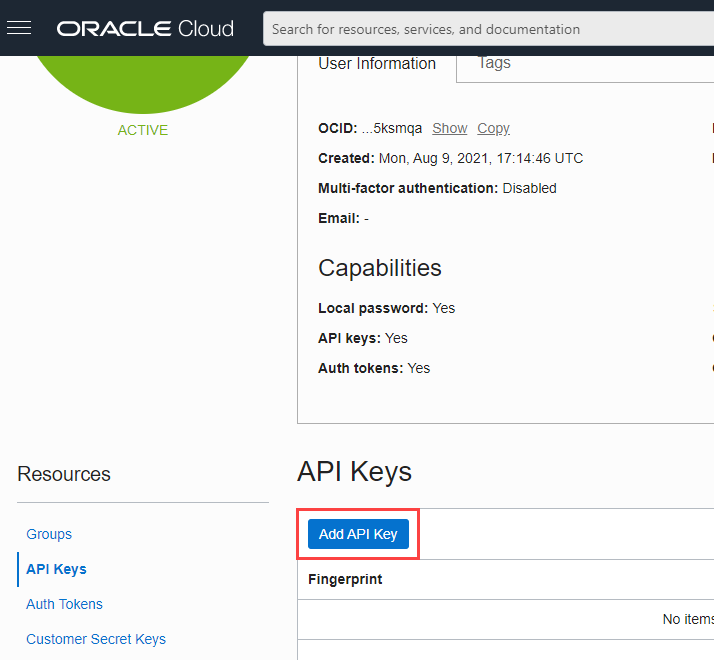 ORACLE Cloud
Search for resources, services, and documentation
User Information
Tags
ACTIVE
OCID: ...5ksmqa Show Copy
Created: Mon, Aug 9, 2021, 17:14:46 UTC
Multi-factor authentication: Disabled
Email: -
Capabilities
Local password: Yes
API keys: Yes
Auth tokens: Yes
Resources
Groups
API Keys
Auth Tokens
Customer Secret Keys
API Keys
Add API Key
Fingerprint
No items